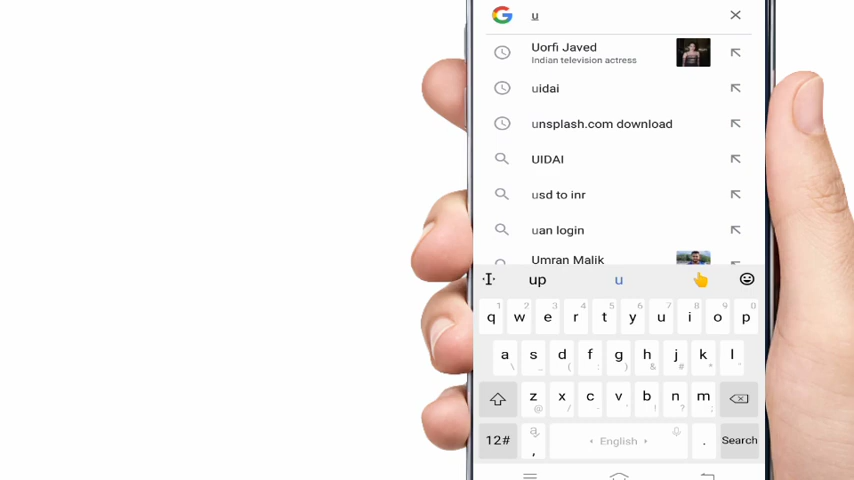 u
Uorfi Javed
Indian television actress
uidai
unsplash.com download
UIDAI
usd to inr
uan login
Umran Malik
up u
1 2 3 4 5 6 7 8 9 0
q w e r t y u i o p
a s d f g h j k l
\ _ ( : ) & # * "
z x c v b n m
@ / - ' ! ? ;
12# , English . Search